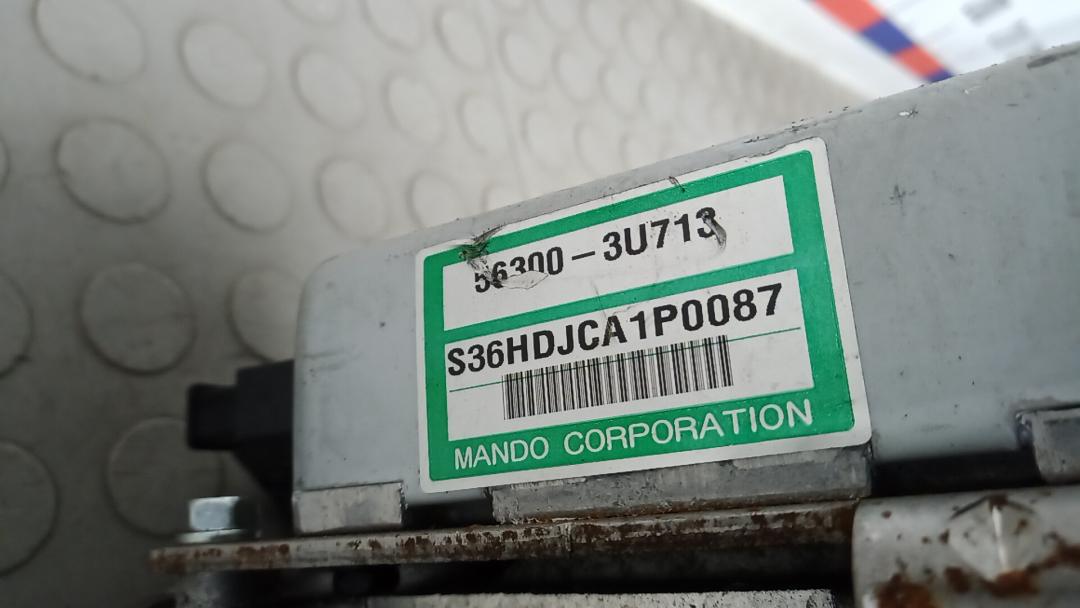 56300-3U713
S36HDJCA1P0087
MANDO CORPORATION